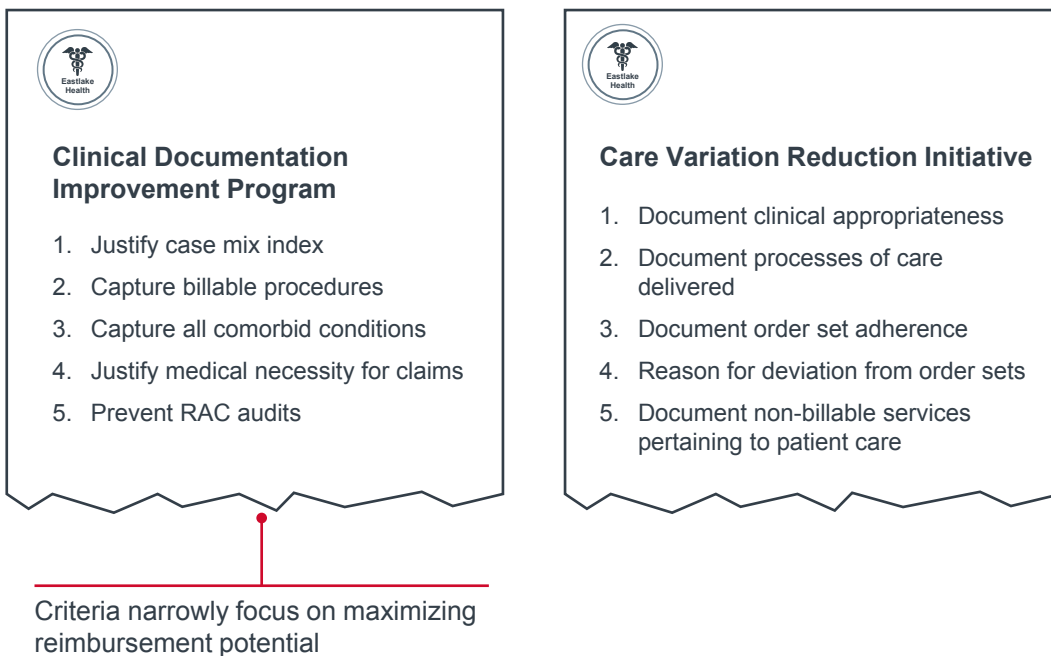 Eastlake
Health
Clinical Documentation
Improvement Program
1. Justify case mix index
2. Capture billable procedures
3. Capture all comorbid conditions
4. Justify medical necessity for claims
5. Prevent RAC audits
Criteria narrowly focus on maximizing
reimbursement potential
Eastlake
Health
Care Variation Reduction Initiative
1. Document clinical appropriateness
2. Document processes of care
delivered
3. Document order set adherence
4. Reason for deviation from order sets
5. Document non-billable services
pertaining to patient care